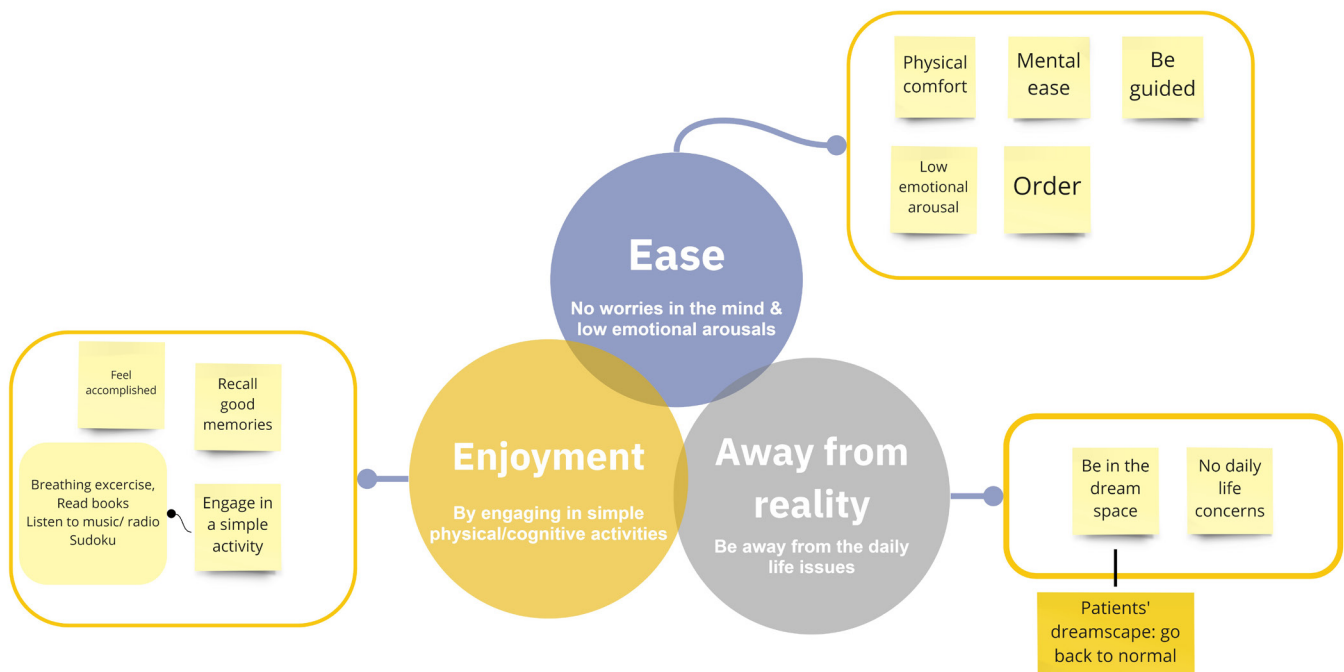 Physical
comfort
Mental
ease
Be
guided
Low
emotional
arousal
Order
Ease
No worries in the mind &
low emotional arousals
Feel
accomplished
Recall
good
memories
Breathing excercise,
Read books
Listen to music/ radio
Sudoku
Engage in
a simple
activity
Enjoyment
By engaging in simple
physical/cognitive activities
Away from
reality
Be away from the daily
life issues
Be in the
dream
space
No daily
life
concerns
Patients'
dreamscape: go
back to normal